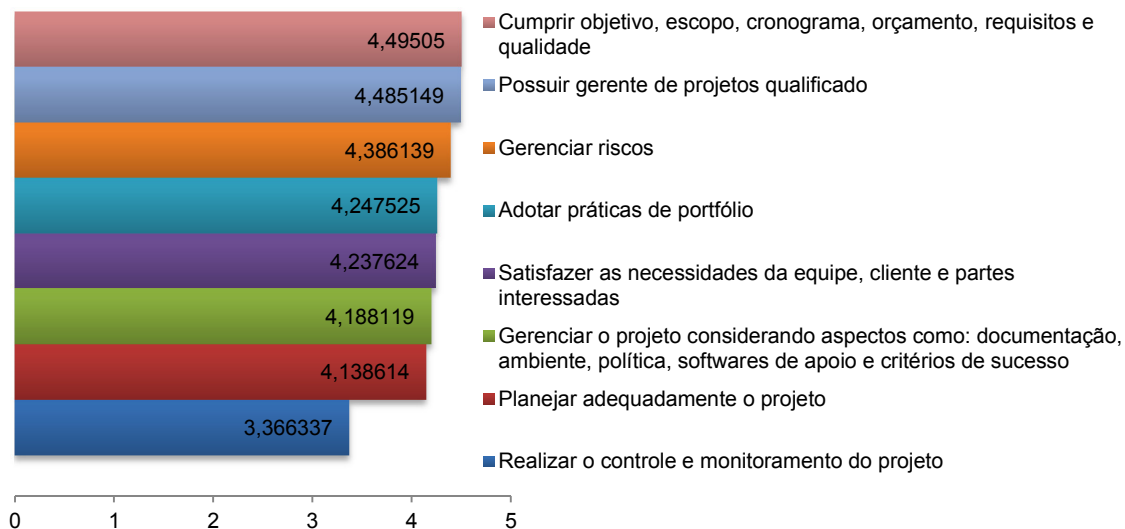 4,49505
Cumprir objetivo, escopo, cronograma, orçamento, requisitos e
qualidade
4,485149
Possuir gerente de projetos qualificado
4,386139
Gerenciar riscos
4,247525
Adotar práticas de portfólio
4,237624
Satisfazer as necessidades da equipe, cliente e partes
interessadas
4,188119
Gerenciar o projeto considerando aspectos como: documentação,
ambiente, política, softwares de apoio e critérios de sucesso
4,138614
Planejar adequadamente o projeto
3,366337
Realizar o controle e monitoramento do projeto
0 1 2 3 4 5